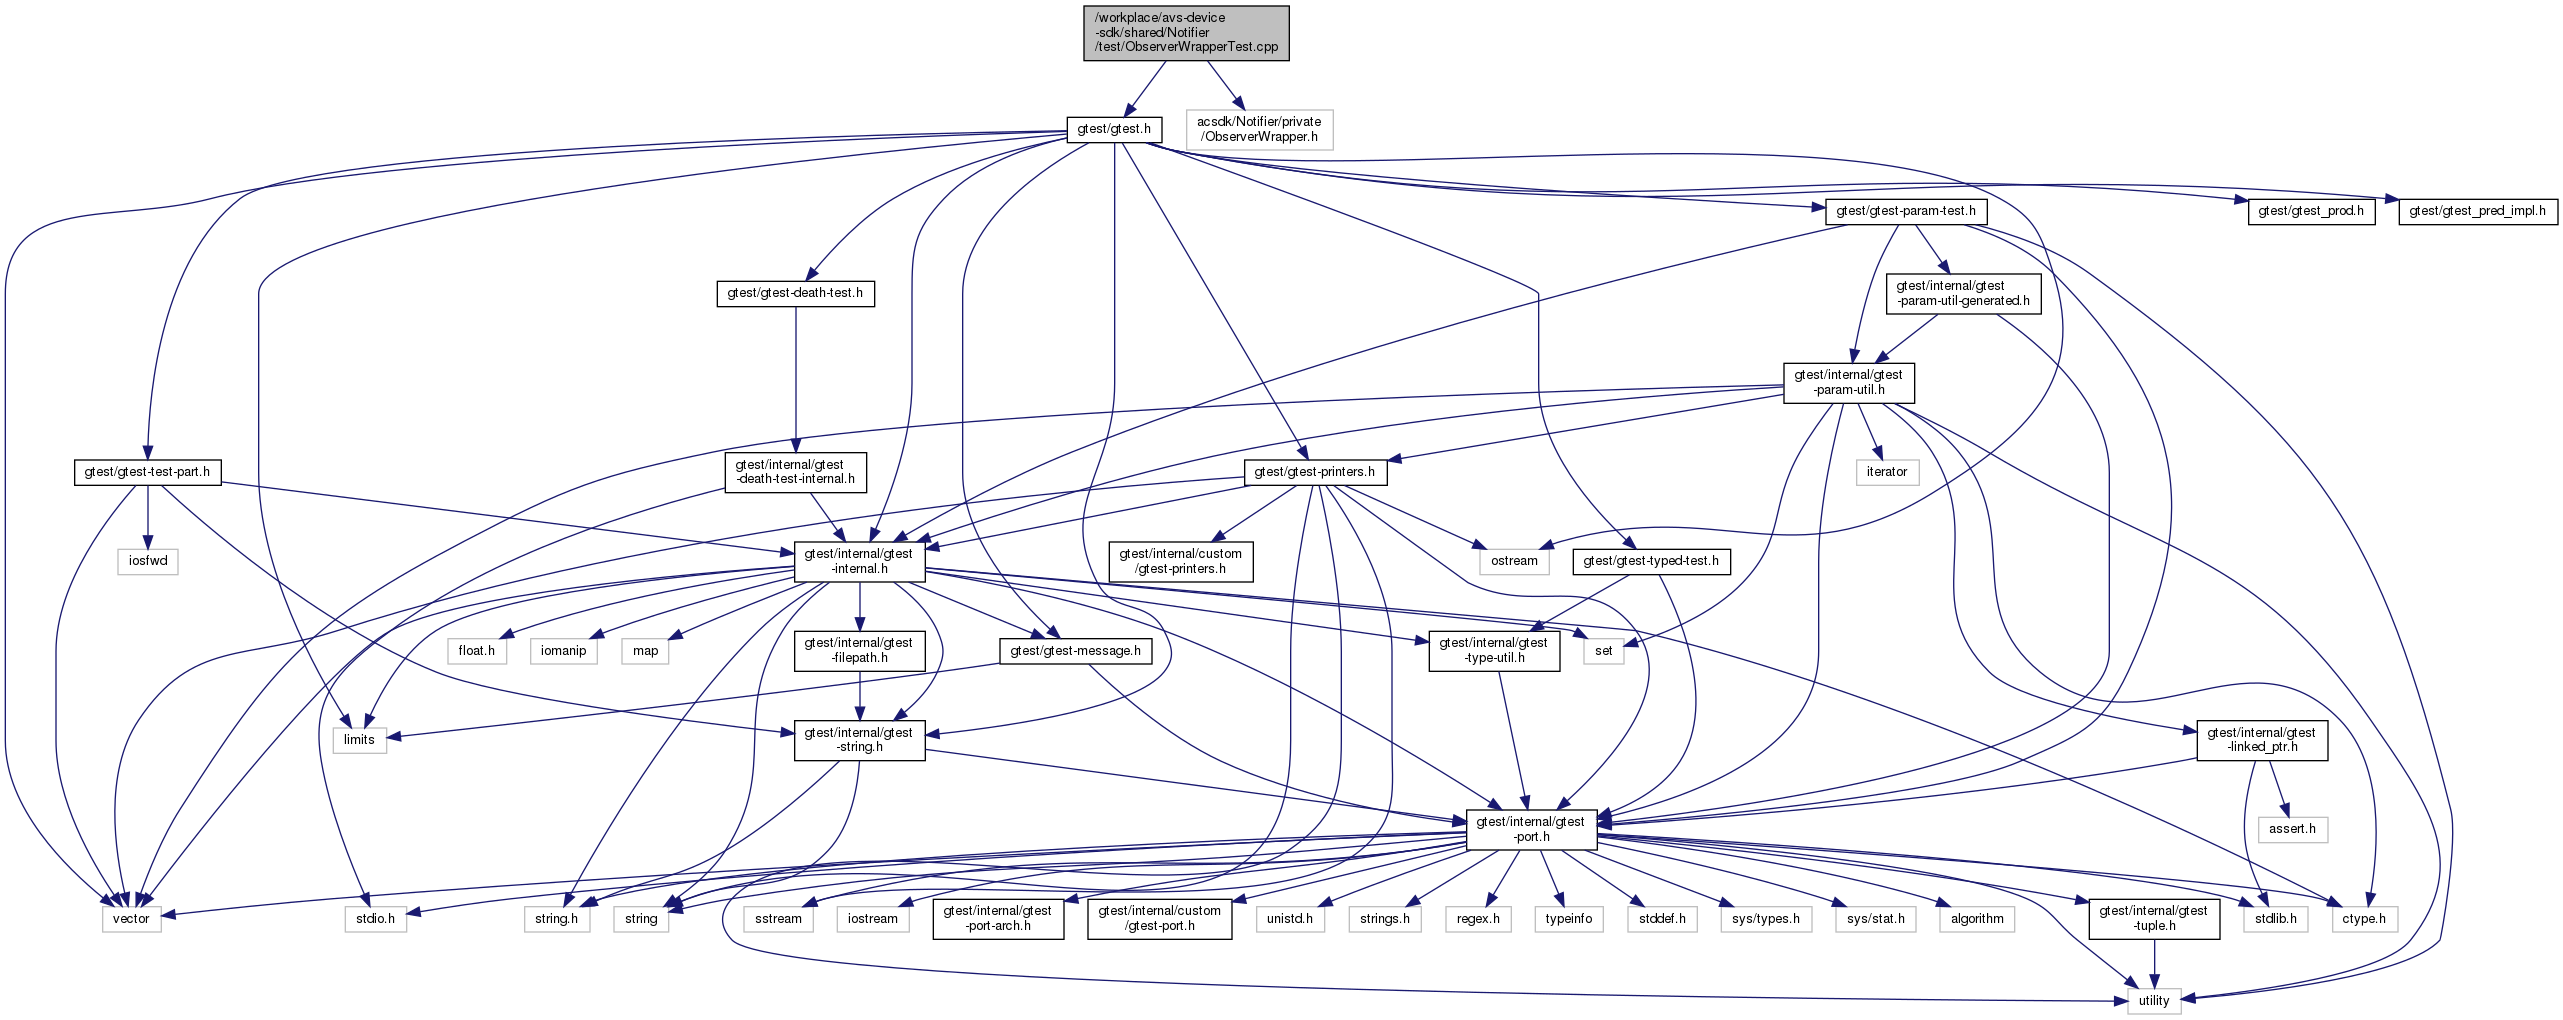 /workplace/avs-device
-sdk/shared/Notifier
/test/ObserverWrapperTest.cpp
gtest/gtest.h
acsdk/Notifier/private
/ObserverWrapper.h
gtest/gtest-param-test.h
gtest/gtest_prod.h
gtest/gtest_pred_impl.h
gtest/gtest-death-test.h
gtest/internal/gtest
-param-util-generated.h
gtest/internal/gtest
-param-util.h
gtest/gtest-test-part.h
gtest/internal/gtest
-death-test-internal.h
gtest/gtest-printers.h
iterator
iosfwd
gtest/internal/gtest
-internal.h
gtest/internal/custom
/gtest-printers.h
ostream
gtest/gtest-typed-test.h
float.h
iomanip
map
gtest/internal/gtest
-filepath.h
gtest/gtest-message.h
gtest/internal/gtest
-type-util.h
set
limits
gtest/internal/gtest
-string.h
gtest/internal/gtest
-linked_ptr.h
gtest/internal/gtest
-port.h
assert.h
vector
stdio.h
string.h
string
sstream
iostream
gtest/internal/gtest
-port-arch.h
gtest/internal/custom
/gtest-port.h
unistd.h
strings.h
regex.h
typeinfo
stddef.h
sys/types.h
sys/stat.h
algorithm
gtest/internal/gtest
-tuple.h
stdlib.h
ctype.h
utility